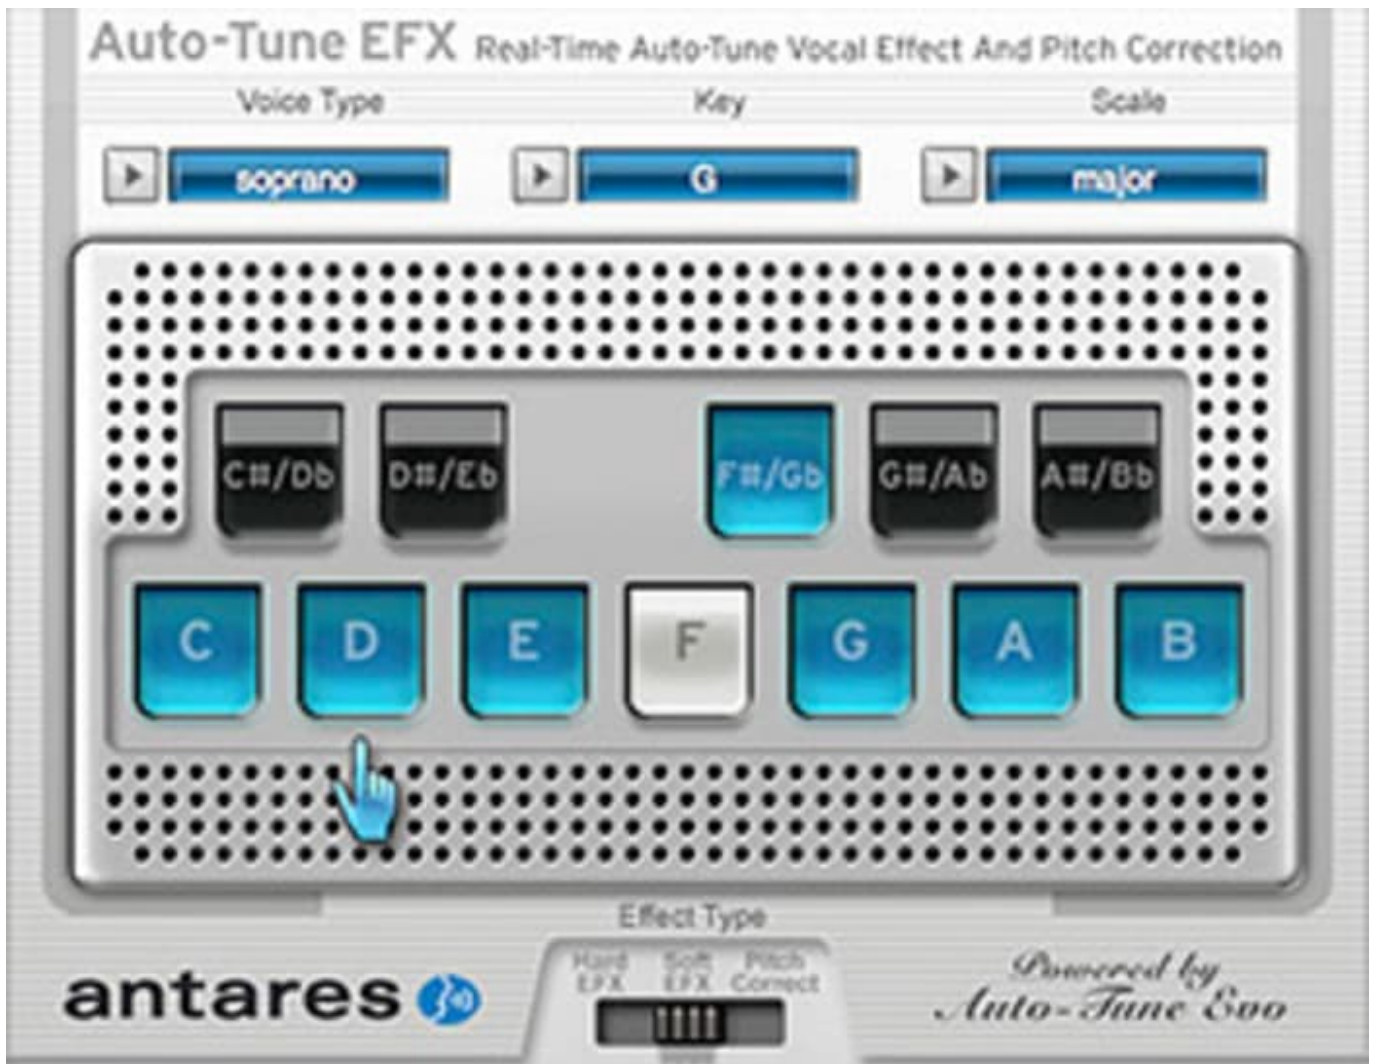 Auto-Tune EFX Real-Time Auto-Tune Vocal Effect And Pitch Correction
Voice Type Key Scale
soprano G major
C#/Db D#/Eb F#/Gb G#/Ab A#/Bb
C D E F G A B
Effect Type
Hard EFX Soft EFX Pitch Correct
antares
Powered by
Auto-Tune Evo